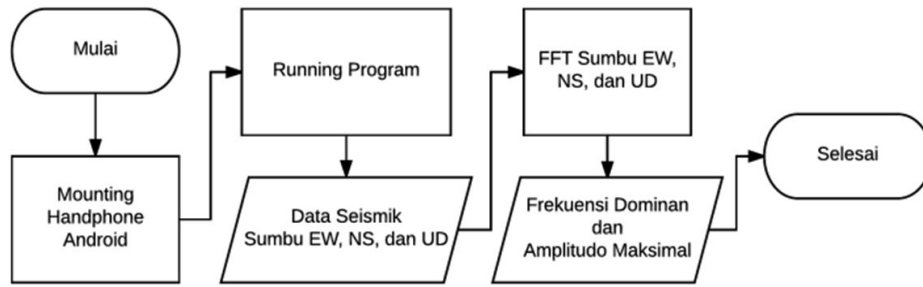 Mulai
Mounting
Handphone
Android
Running Program
Data Seismik
Sumbu EW, NS, dan UD
FFT Sumbu EW,
NS, dan UD
Frekuensi Dominan
dan
Amplitudo Maksimal
Selesai